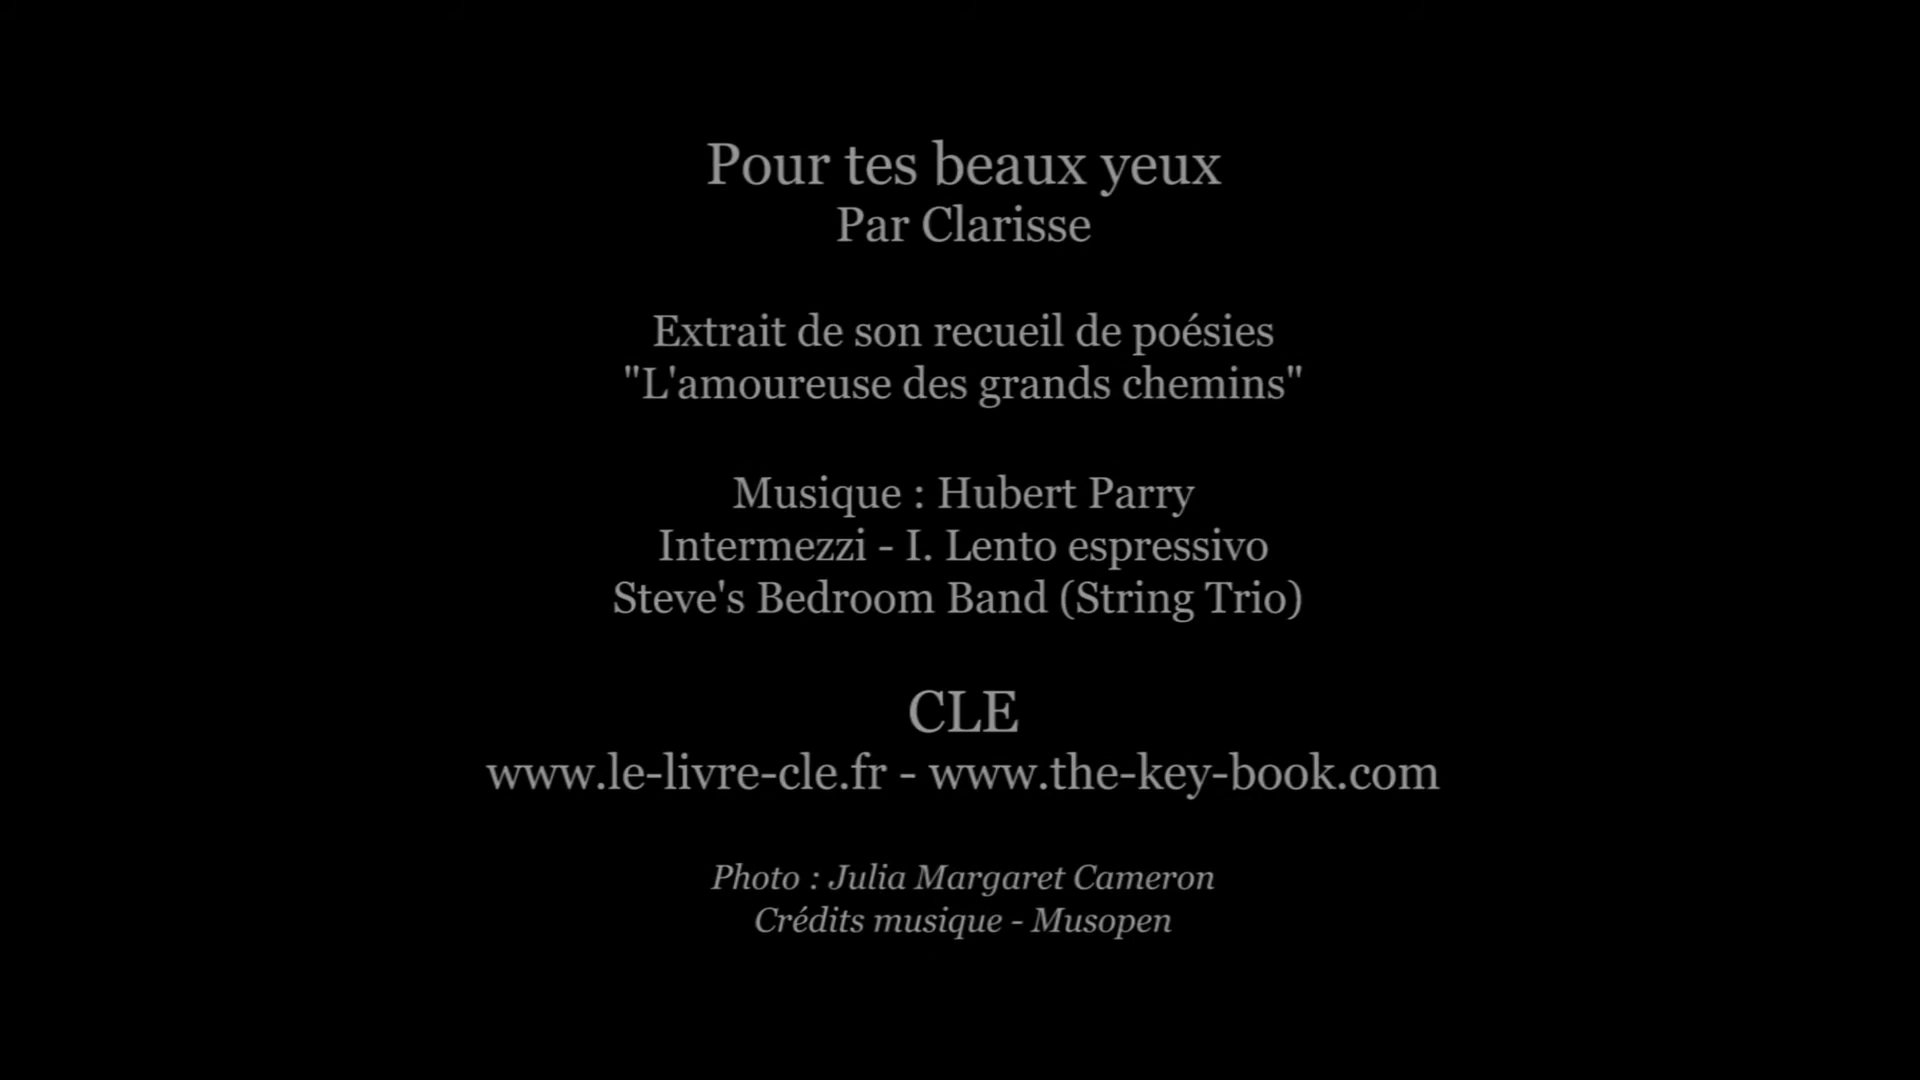 Pour tes beaux yeux
Par Clarisse
Extrait de son recueil de poésies
"L'amoureuse des grands chemins"
Musique : Hubert Parry
Intermezzi - I. Lento espressivo
Steve's Bedroom Band (String Trio)
CLE
www.le-livre-cle.fr - www.the-key-book.com
Photo : Julia Margaret Cameron
Crédits musique - Musopen